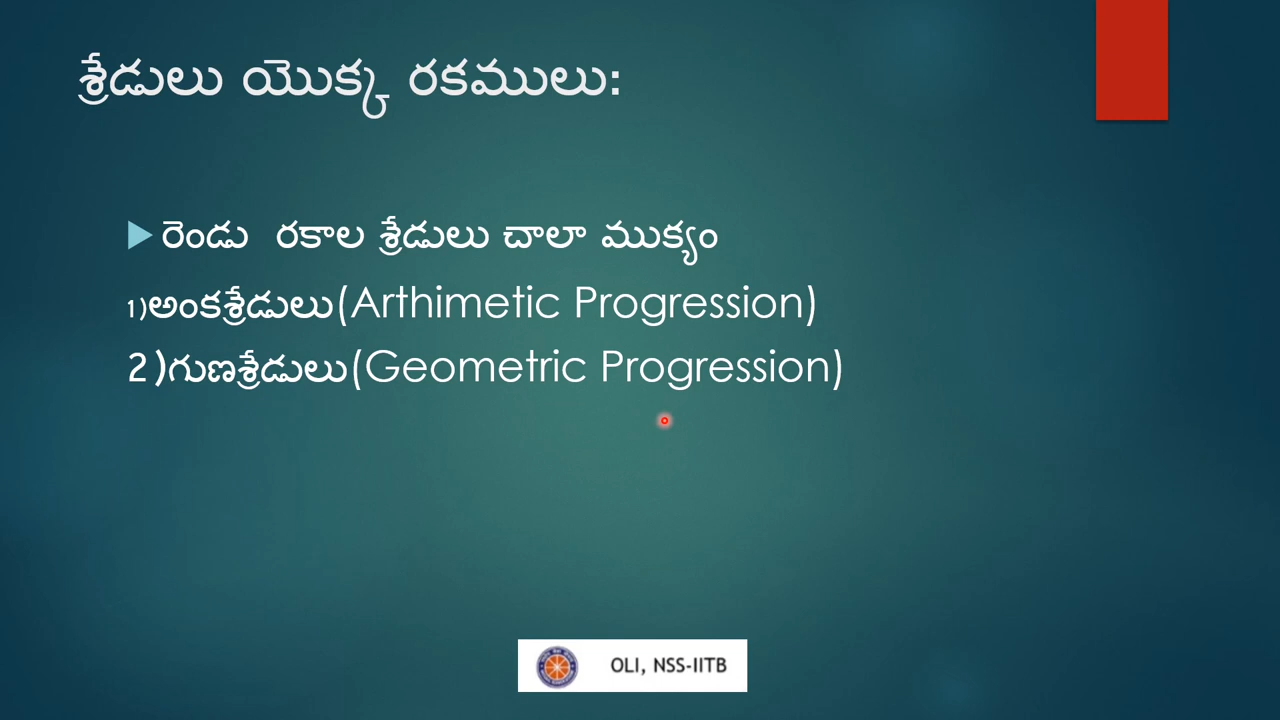 శ్రేడులు యొక్క రకములు:
రెండు రకాల శ్రేడులు చాలా ముక్యం
1)అంకశ్రేడులు(Arthimetic Progression)
2)గుణశ్రేడులు(Geometric Progression)
OLI, NSS-IITB